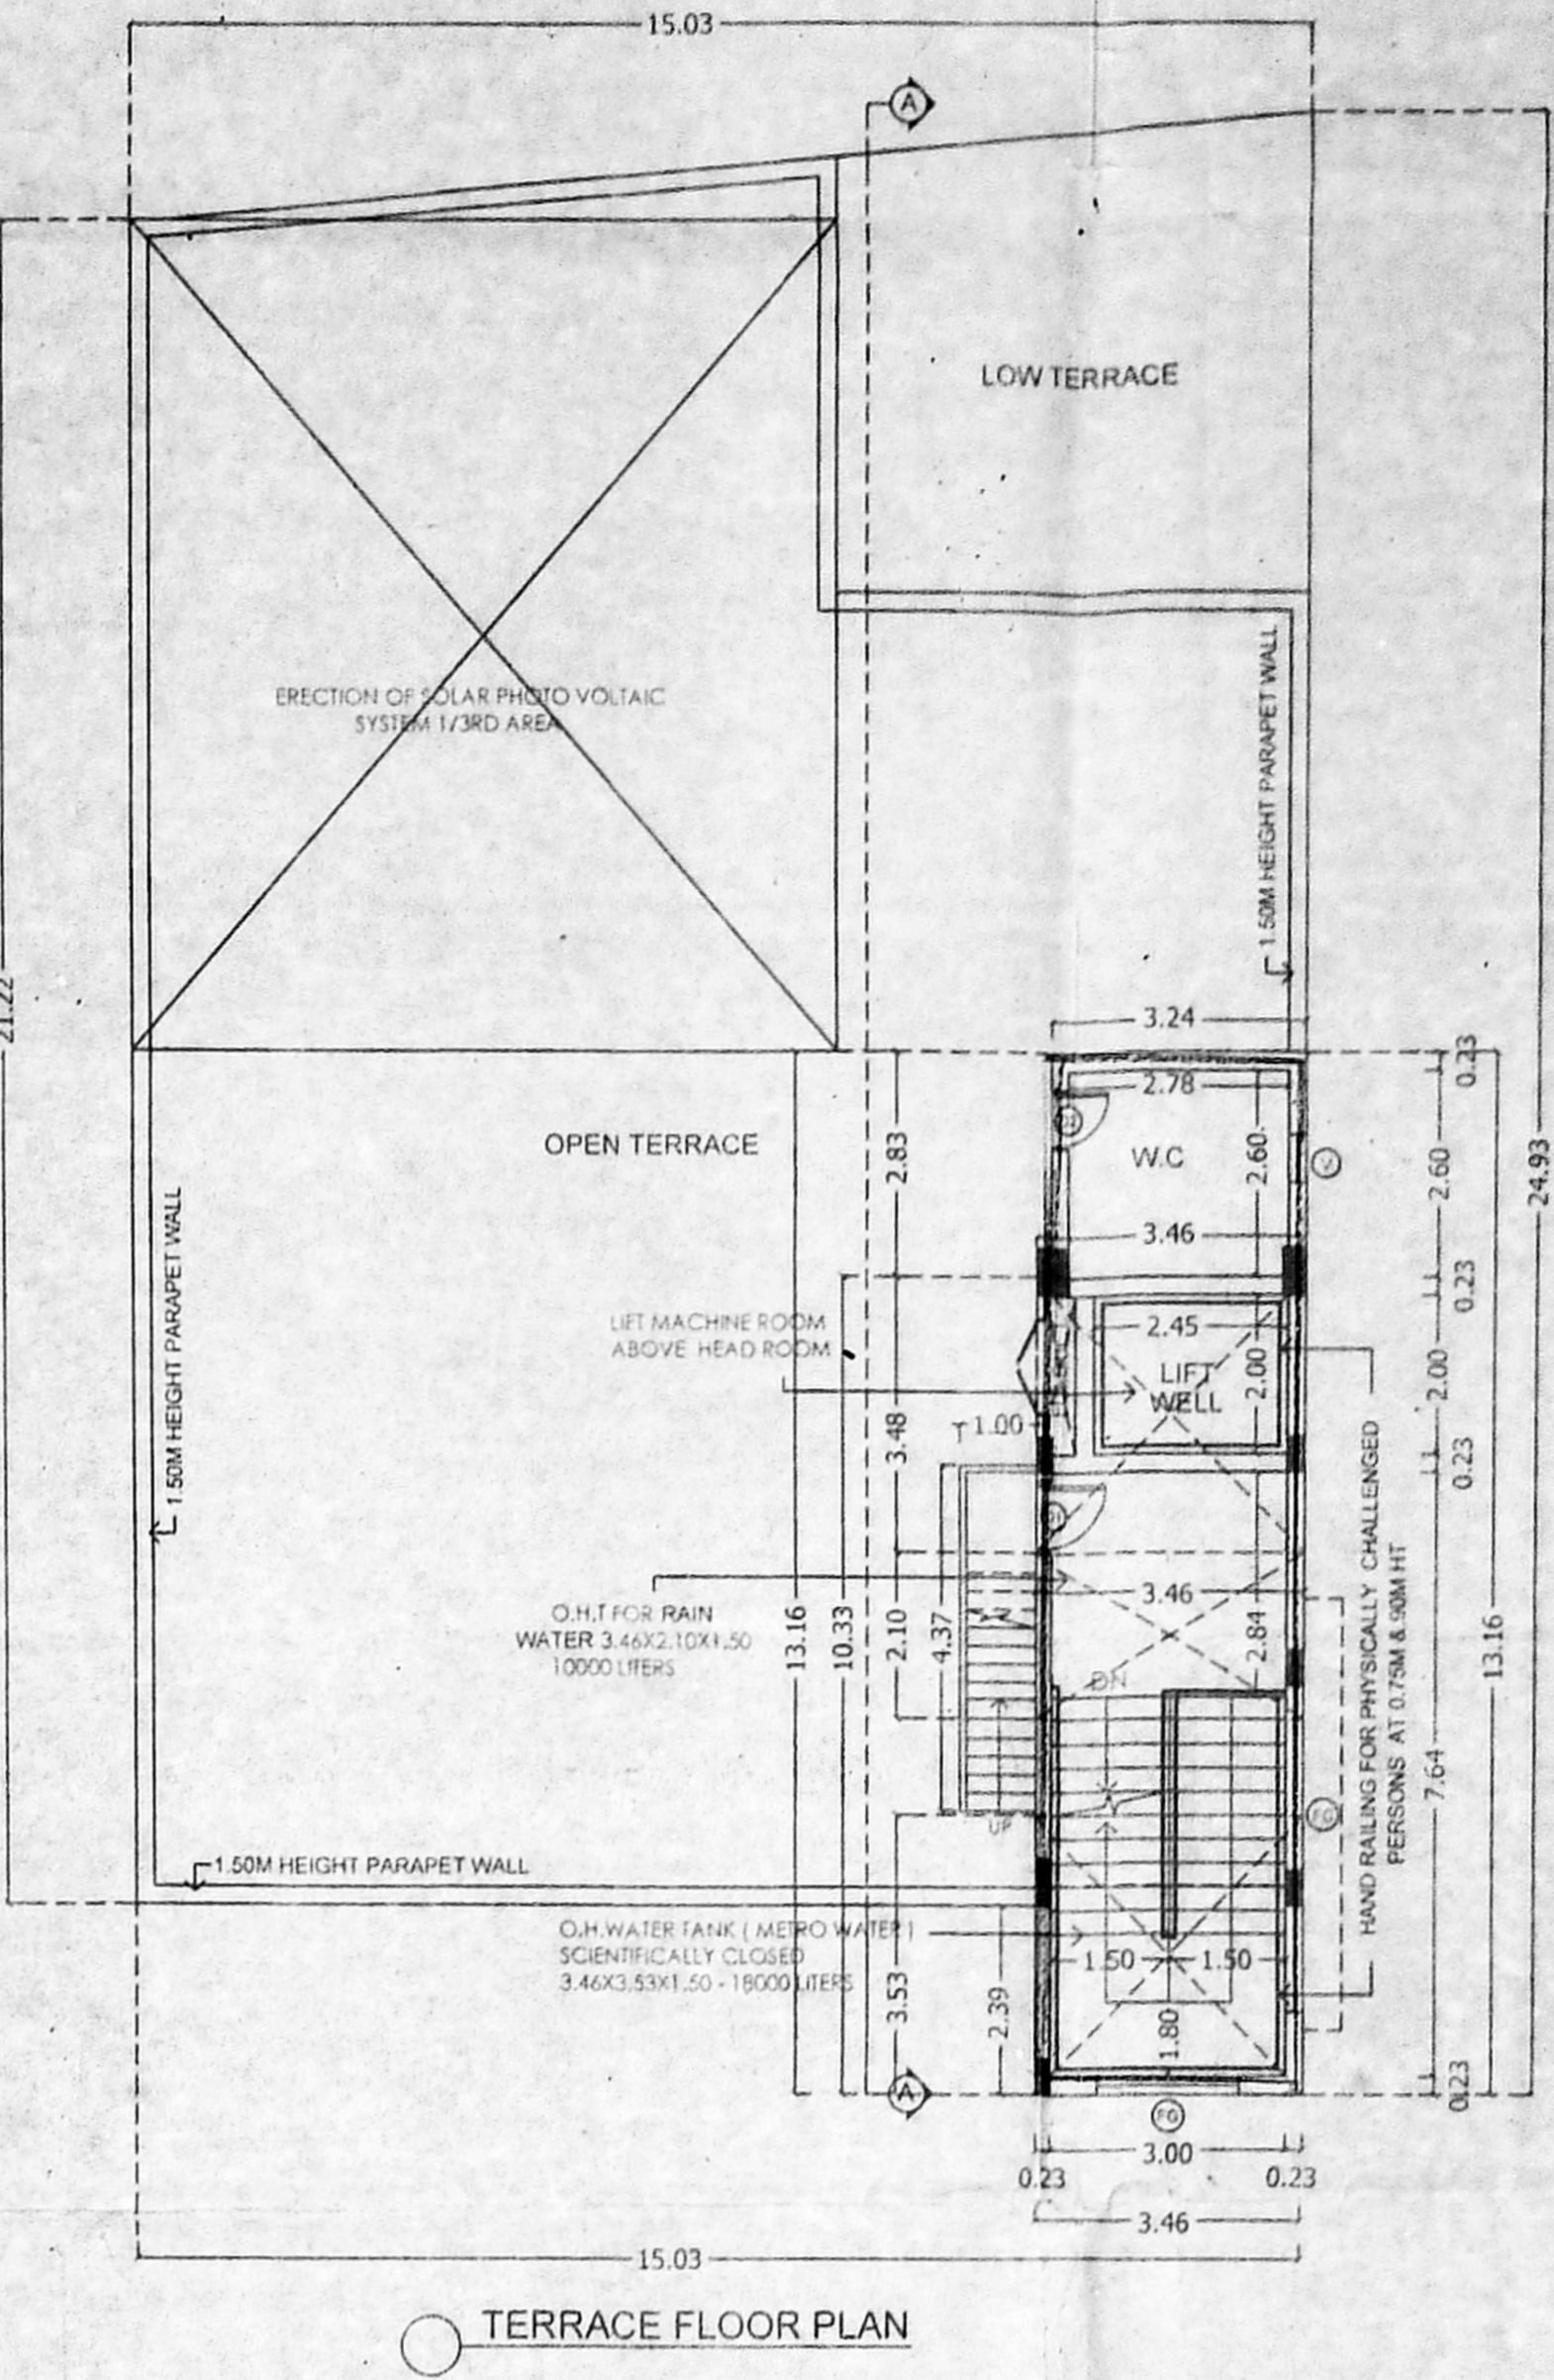 15.03
A
LOW TERRACE
ERECTION OF SOLAR PHOTO VOLTAIC
SYSTEM 1/3RD AREA
1.50M HEIGHT PARAPET WALL
21.22
3.24
0.23
2.78
OPEN TERRACE
2.83
W.C
2.60
2.60
24.93
3.46
1.50M HEIGHT PARAPET WALL
0.23
LIFT MACHINE ROOM
ABOVE HEAD ROOM
2.45
LIFT
WELL
2.00
2.00
1.00
3.48
0.23
HAND RAILING FOR PHYSICALLY CHALLENGED
PERSONS AT 0.75M & .90M HT
3.46
O.H.T FOR RAIN
WATER 3.46X2.10X1.50
10000 LITERS
13.16
10.33
2.10
4.37
2.84
13.16
DN
7.64
UP
1.50M HEIGHT PARAPET WALL
O.H.WATER TANK ( METRO WATER )
SCIENTIFICALLY CLOSED
3.46X3.53X1.50 - 18000 LITERS
1.50
1.50
3.53
2.39
1.80
0.23
A
3.00
0.23
0.23
3.46
15.03
TERRACE FLOOR PLAN